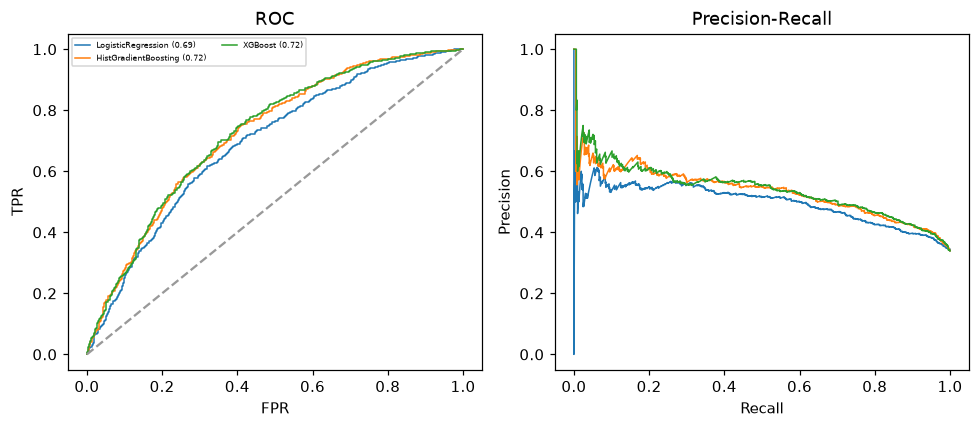 ROC
LogisticRegression (0.69)
HistGradientBoosting (0.72)
XGBoost (0.72)
1.0
0.8
0.6
0.4
0.2
0.0
TPR
0.0 0.2 0.4 0.6 0.8 1.0
FPR
Precision-Recall
1.0
0.8
0.6
0.4
0.2
0.0
Precision
0.0 0.2 0.4 0.6 0.8 1.0
Recall